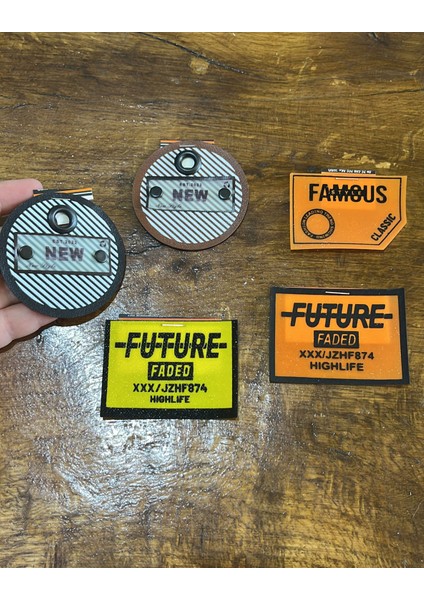 NEW
NEW
FAMOUS
CLASSIC
FUTURE
FADED
XXX/JZHF874
HIGHLIFE
FUTURE
FADED
XXX/JZHF874
HIGHLIFE